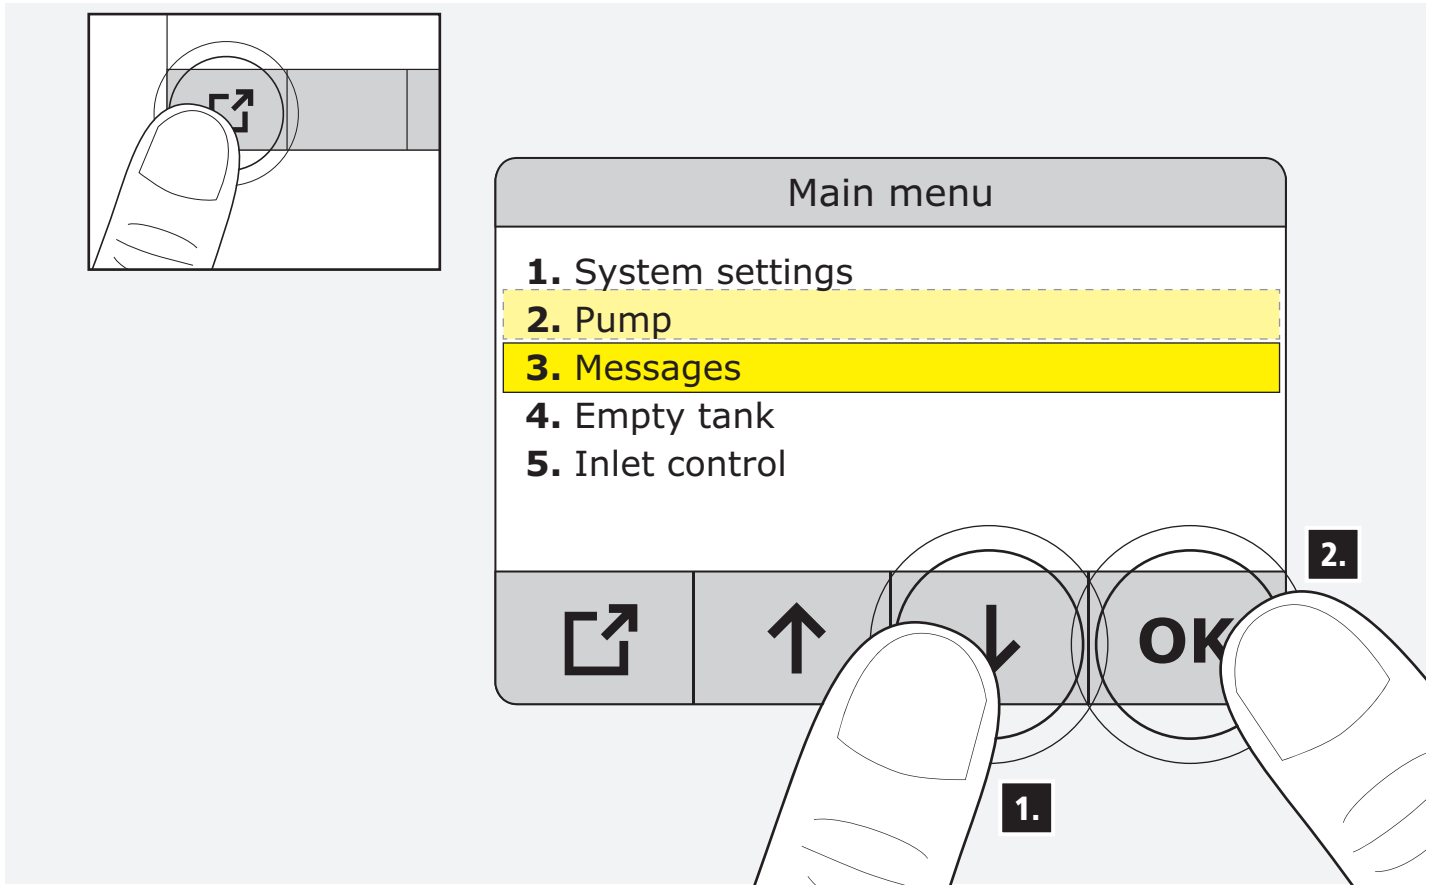 Main menu
1. System settings
2. Pump
3. Messages
4. Empty tank
5. Inlet control
2.
OK
1.